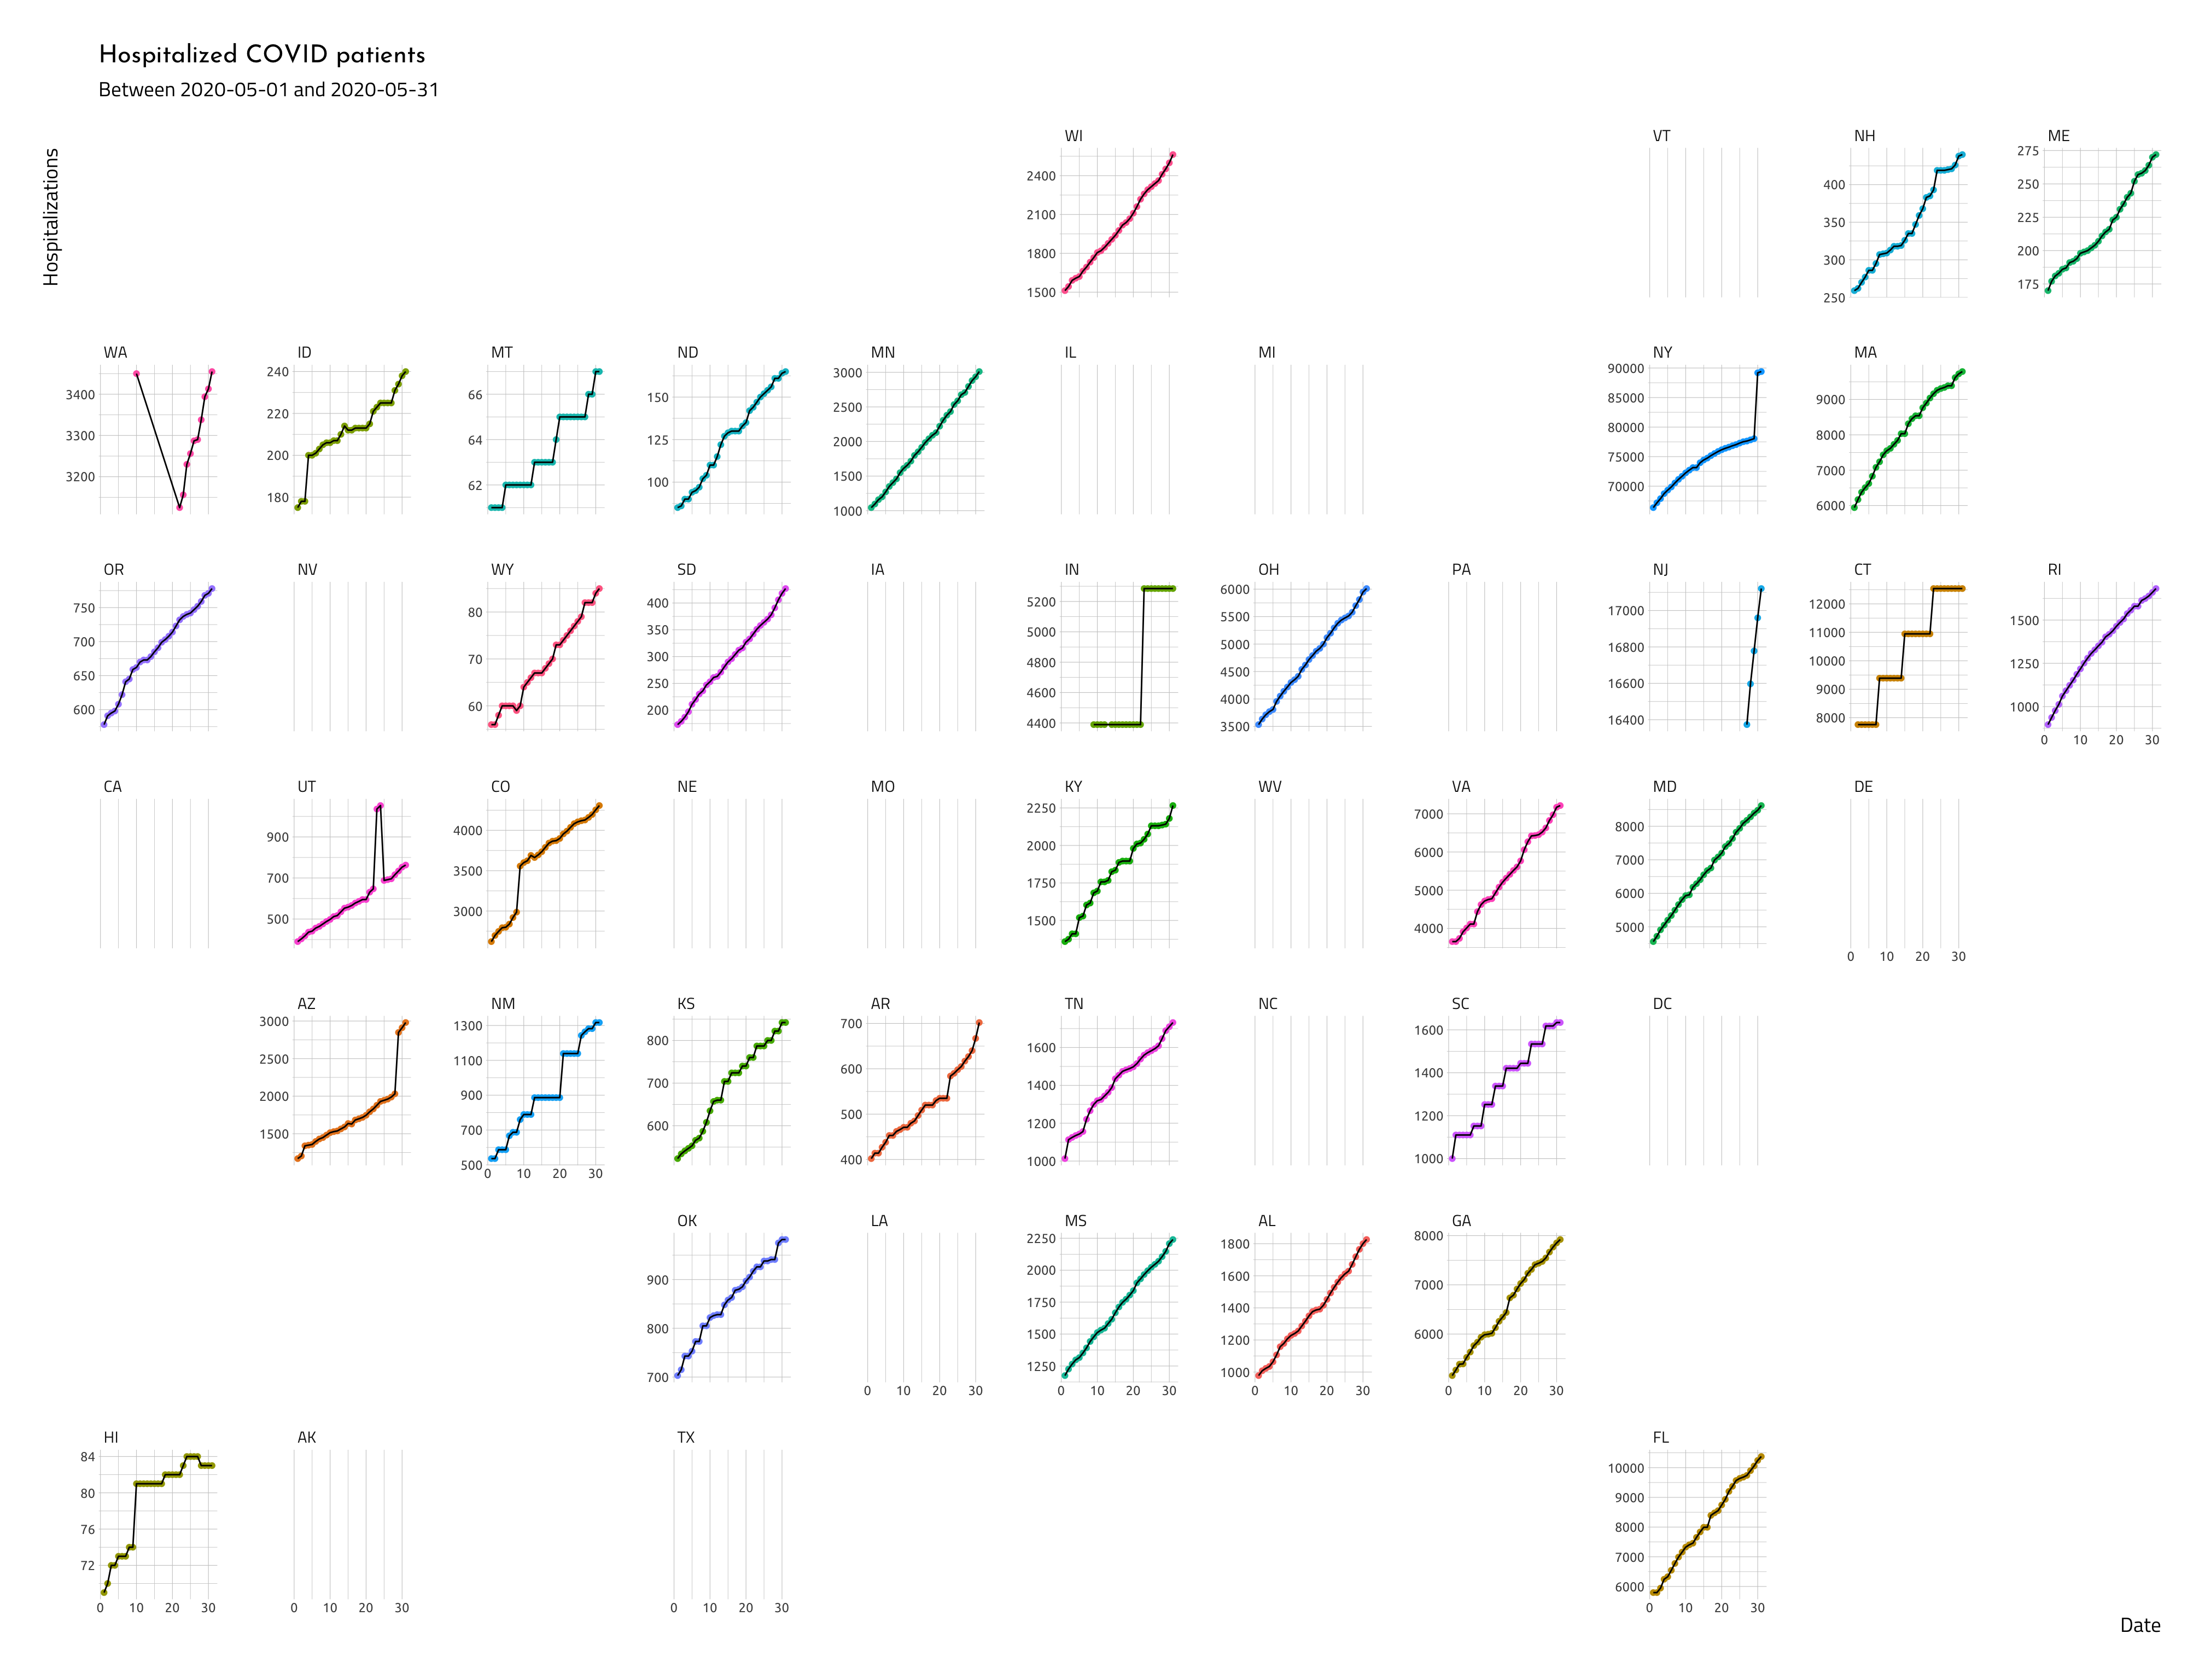 Hospitalized COVID patients
Between 2020-05-01 and 2020-05-31
Hospitalizations
WI
2400
2100
1800
1500
VT
NH
400
350
300
250
ME
275
250
225
200
175
WA
3400
3300
3200
ID
240
220
200
180
MT
66
64
62
ND
150
125
100
MN
3000
2500
2000
1500
1000
IL
MI
NY
90000
85000
80000
75000
70000
MA
9000
8000
7000
6000
OR
750
700
650
600
NV
WY
80
70
60
SD
400
350
300
250
200
IA
IN
5200
5000
4800
4600
4400
OH
6000
5500
5000
4500
4000
3500
PA
NJ
17000
16800
16600
16400
CT
12000
11000
10000
9000
8000
RI
1500
1250
1000
0 10 20 30
CA
UT
900
700
500
CO
4000
3500
3000
NE
MO
KY
2250
2000
1750
1500
WV
VA
7000
6000
5000
4000
MD
8000
7000
6000
5000
DE
0 10 20 30
AZ
3000
2500
2000
1500
NM
1300
1100
900
700
500
0 10 20 30
KS
800
700
600
AR
700
600
500
400
TN
1600
1400
1200
1000
NC
SC
1600
1400
1200
1000
DC
OK
900
800
700
LA
0 10 20 30
MS
2250
2000
1750
1500
1250
0 10 20 30
AL
1800
1600
1400
1200
1000
0 10 20 30
GA
8000
7000
6000
0 10 20 30
HI
84
80
76
72
0 10 20 30
AK
0 10 20 30
TX
0 10 20 30
FL
10000
9000
8000
7000
6000
0 10 20 30
Date